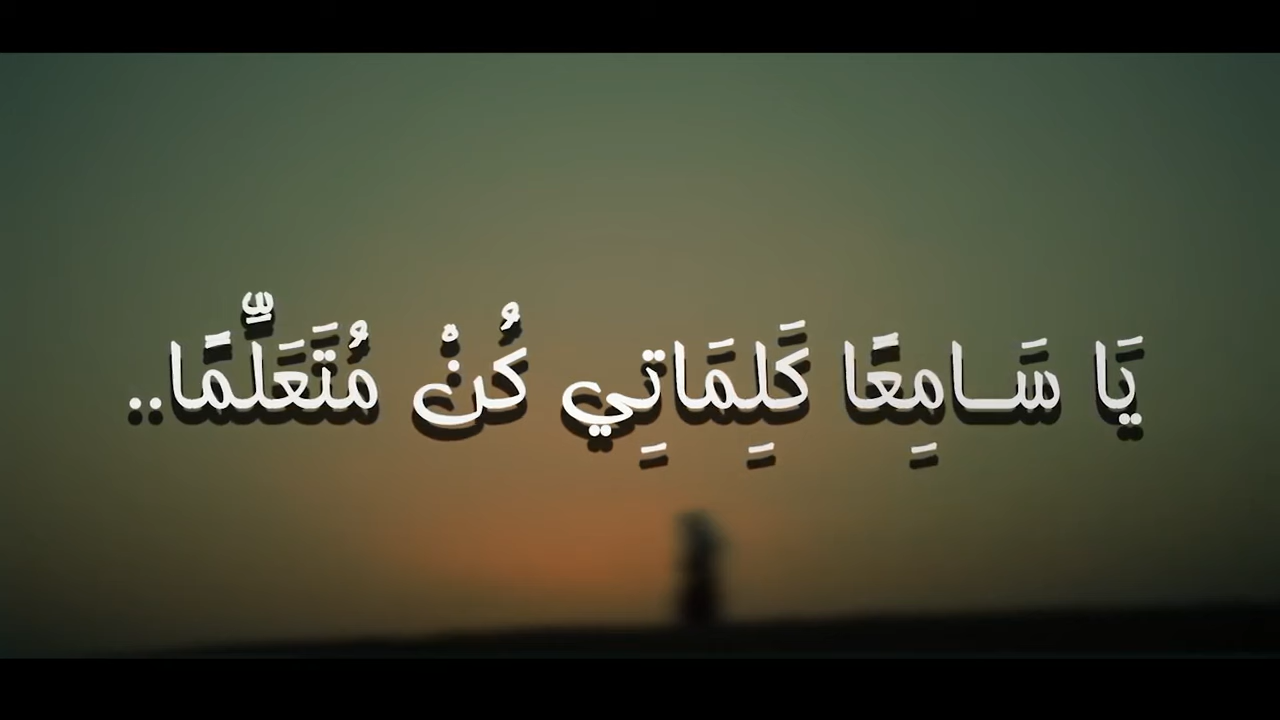 يَا سَـامِعًا كَلِمَاتِي كُنْ مُتَعَلِّمًا..